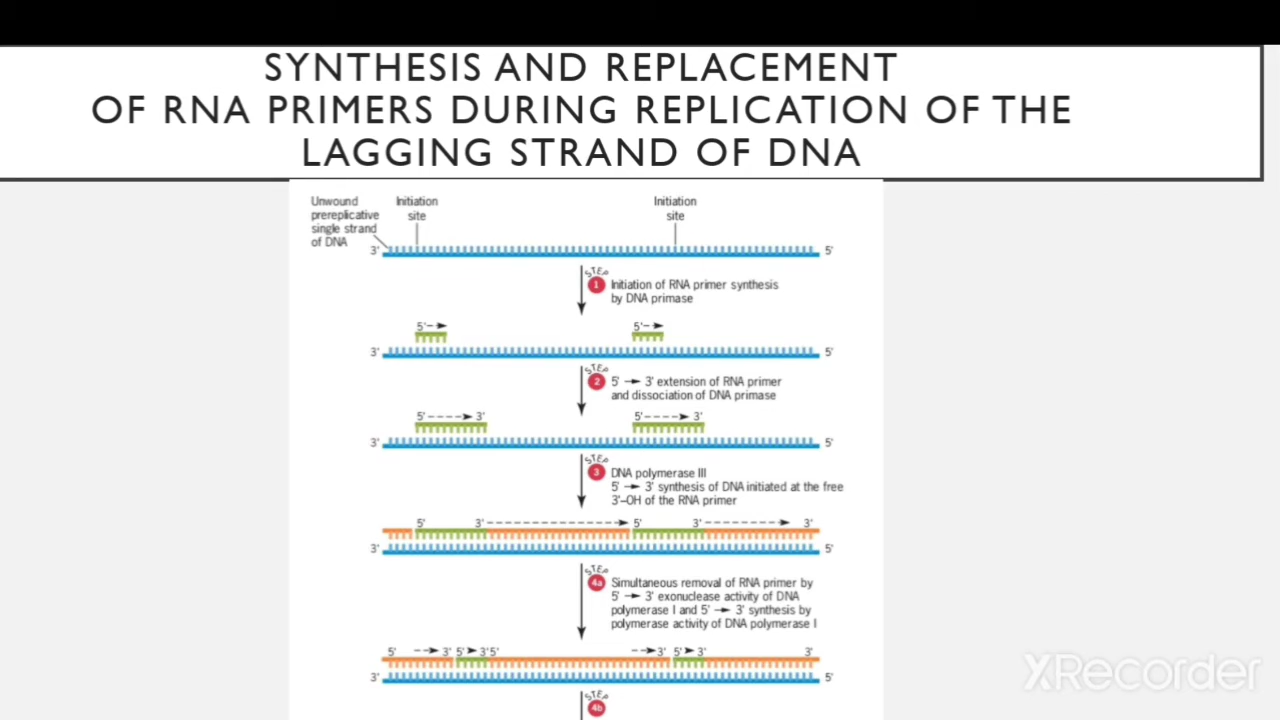 SYNTHESIS AND REPLACEMENT
OF RNA PRIMERS DURING REPLICATION OF THE
LAGGING STRAND OF DNA
Unwound
prereplicative
single strand
of DNA
Initiation
site
Initiation
site
3' 5'
STEP
1
Initiation of RNA primer synthesis
by DNA primase
5' 5'
3' 5'
STEP
2
5' → 3' extension of RNA primer
and dissociation of DNA primase
5' 3' 5' 3'
3' 5'
STEP
3
DNA polymerase III
5' → 3' synthesis of DNA initiated at the free
3'–OH of the RNA primer
5' 3' 5' 3' 3'
3' 5'
STEP
4a
Simultaneous removal of RNA primer by
5' → 3' exonuclease activity of DNA
polymerase I and 5' → 3' synthesis by
polymerase activity of DNA polymerase I
5' 3' 5' 3' 5' 3' 5' 3' 3'
3' 5'
STEP
4b
XRecorder